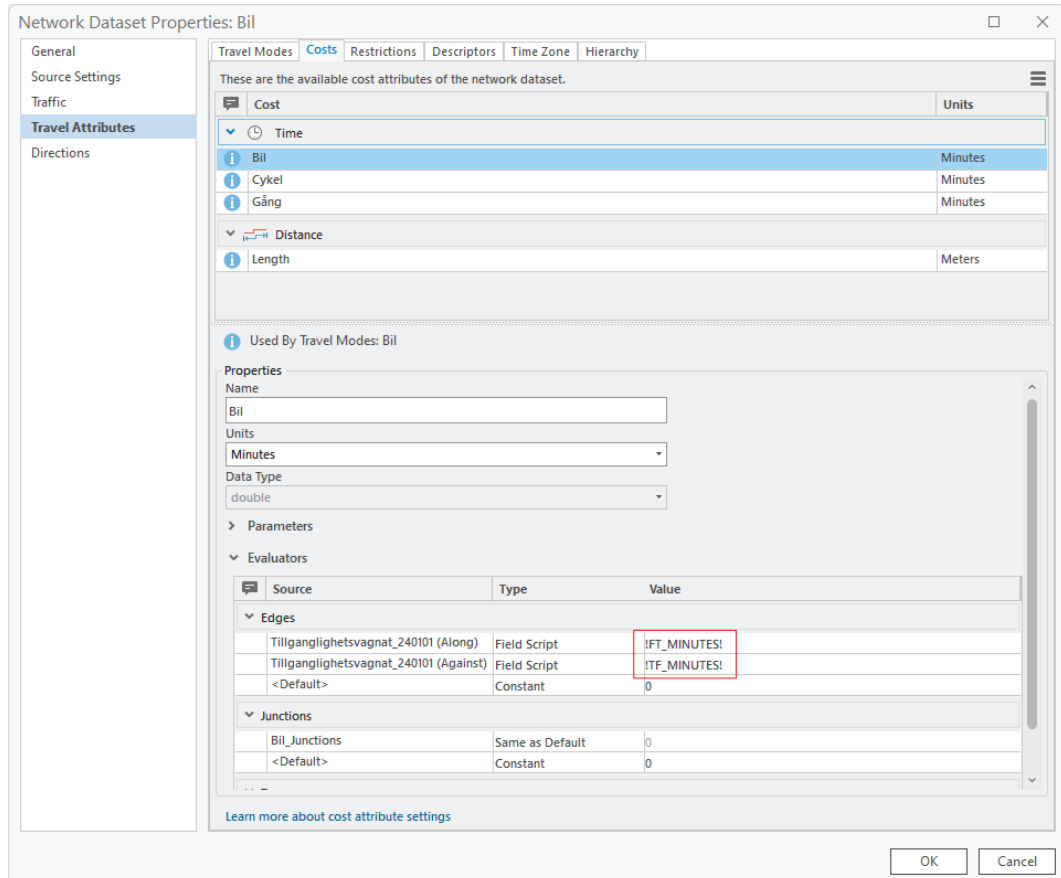 Network Dataset Properties: Bil
General
Source Settings
Traffic
Travel Attributes
Directions
Travel Modes Costs Restrictions Descriptors Time Zone Hierarchy
These are the available cost attributes of the network dataset.
Cost Units
Time
Bil Minutes
Cykel Minutes
Gång Minutes
Distance
Length Meters
Used By Travel Modes: Bil
Properties
Name
Bil
Units
Minutes
Data Type
double
Parameters
Evaluators
Source Type Value
Edges
Tillganglighetsvagnat_240101 (Along) Field Script !FT_MINUTES!
Tillganglighetsvagnat_240101 (Against) Field Script !TF_MINUTES!
<Default> Constant 0
Junctions
Bil_Junctions Same as Default 0
<Default> Constant 0
Learn more about cost attribute settings
OK Cancel